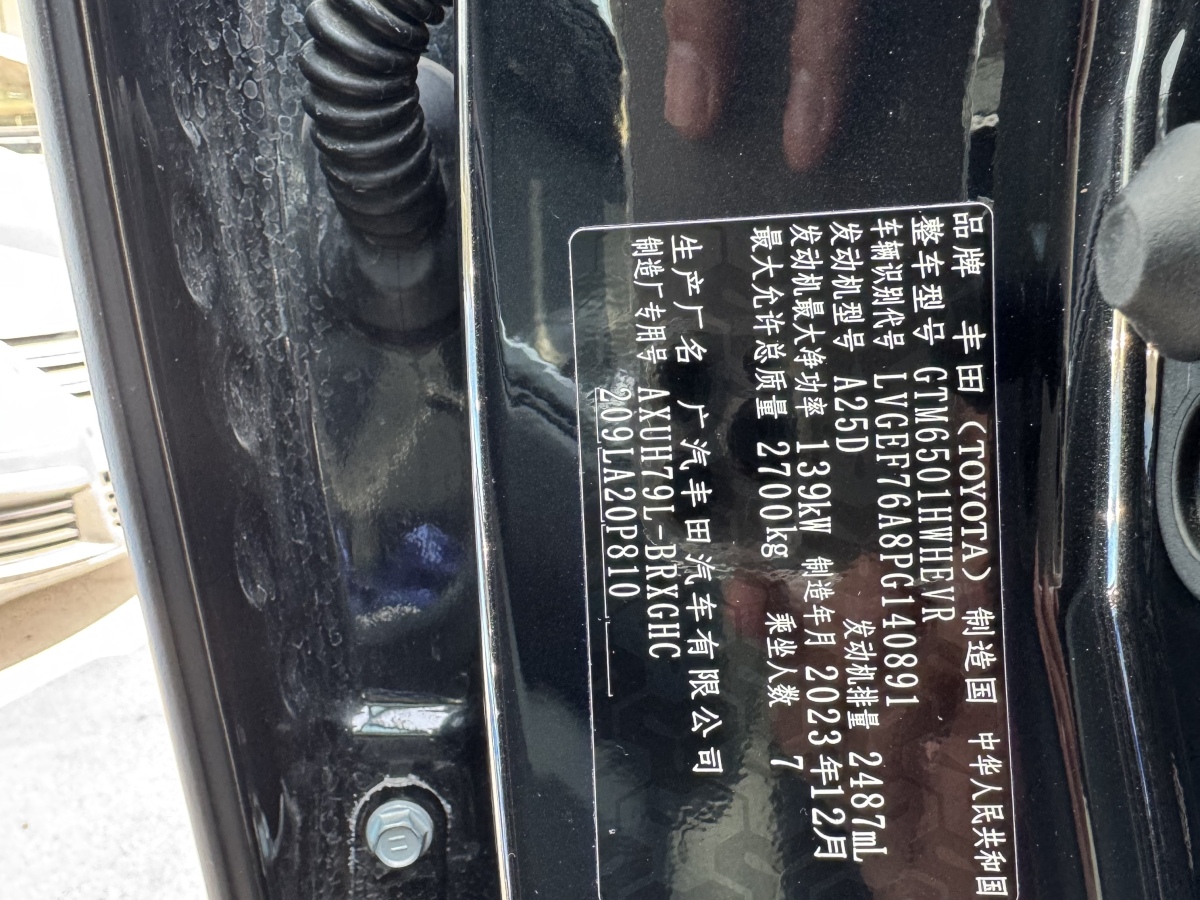 品牌 丰田 (TOYOTA) 制造国 中华人民共和国
整车型号 GTM6501HWHEVR
车辆识别代号 LVGEF76A8PG140891
发动机型号 A25D 发动机排量 2487mL
发动机最大净功率 139kW 制造年月 2023年12月
最大允许总质量 2700kg 乘坐人数 7
生产厂名 广汽丰田汽车有限公司
制造厂专用号 AXUH79L-BRXGHC
209LA20P810